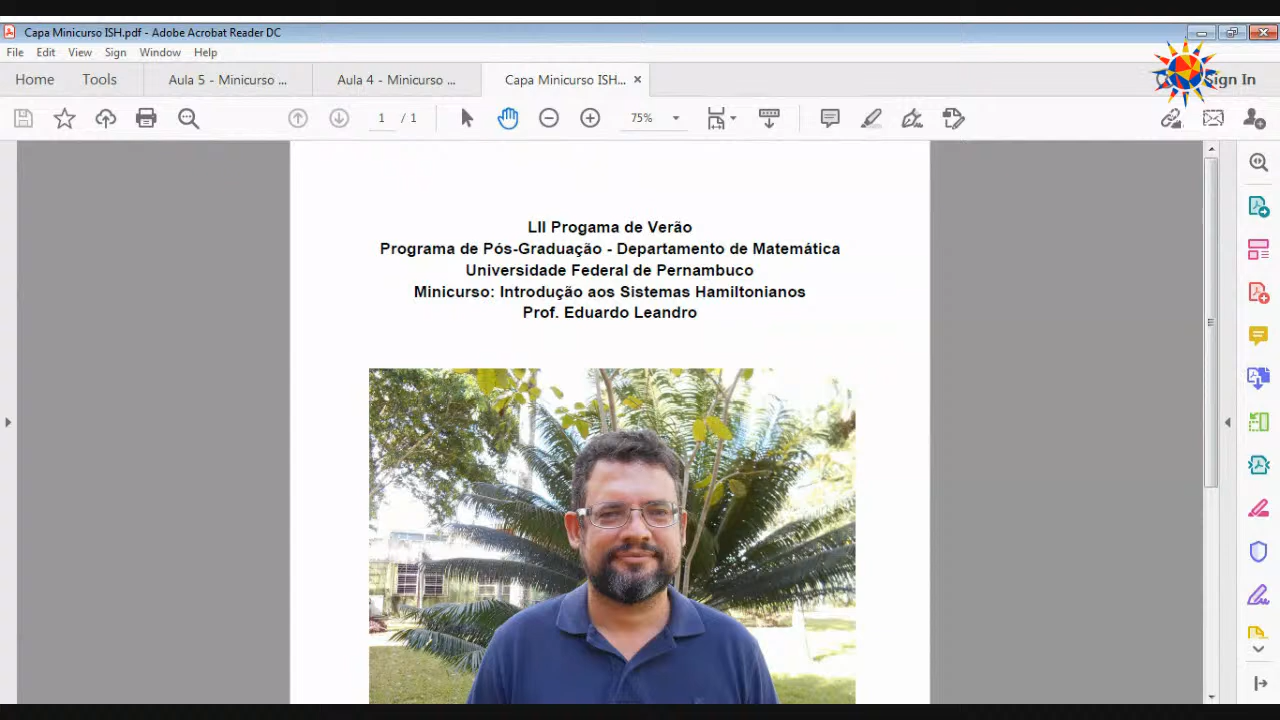 Capa Minicurso ISH.pdf - Adobe Acrobat Reader DC
File Edit View Sign Window Help
Home Tools Aula 5 - Minicurso ... Aula 4 - Minicurso ... Capa Minicurso ISH... × Sign In
1 / 1 75%
LII Progama de Verão
Programa de Pós-Graduação - Departamento de Matemática
Universidade Federal de Pernambuco
Minicurso: Introdução aos Sistemas Hamiltonianos
Prof. Eduardo Leandro